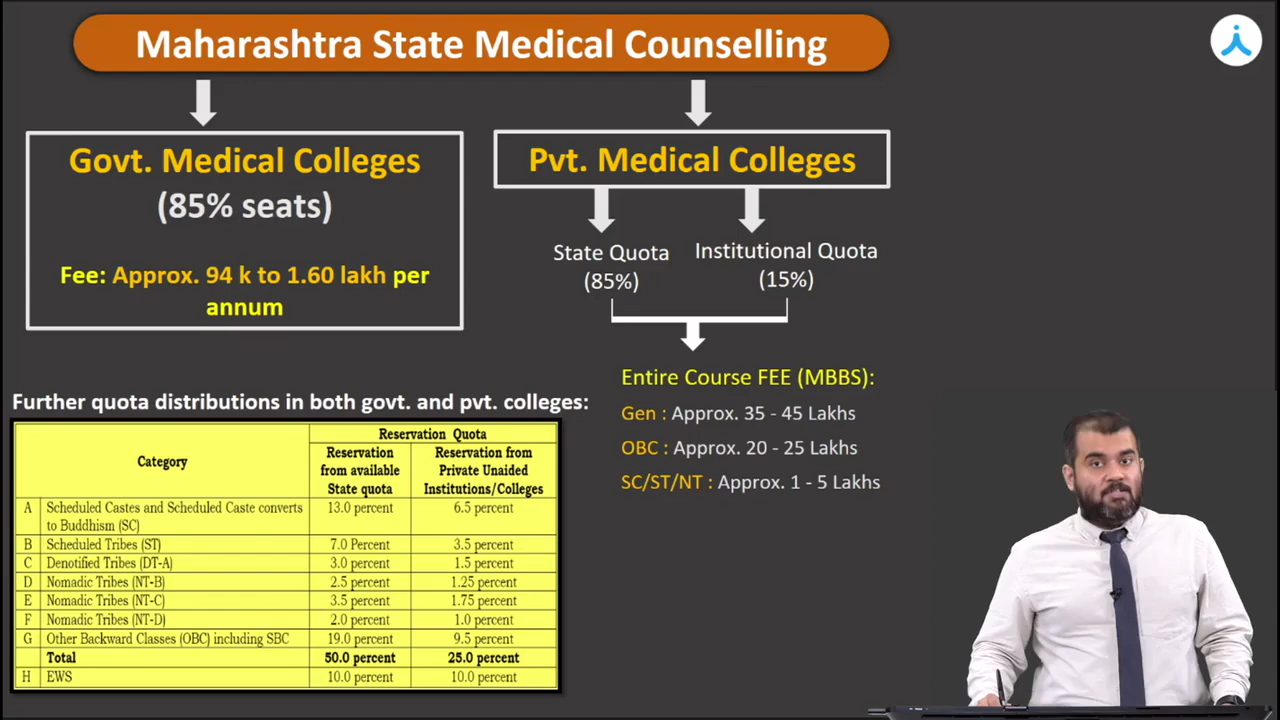 Maharashtra State Medical Counselling
Govt. Medical Colleges
(85% seats)
Fee: Approx. 94 k to 1.60 lakh per
annum
Pvt. Medical Colleges
State Quota
(85%)
Institutional Quota
(15%)
Entire Course FEE (MBBS):
Gen : Approx. 35 - 45 Lakhs
OBC : Approx. 20 - 25 Lakhs
SC/ST/NT : Approx. 1 - 5 Lakhs
Further quota distributions in both govt. and pvt. colleges:
Category
Reservation Quota
Reservation
from available
State quota
Reservation from
Private Unaided
Institutions/Colleges
A Scheduled Castes and Scheduled Caste converts 13.0 percent 6.5 percent
to Buddhism (SC)
B Scheduled Tribes (ST) 7.0 Percent 3.5 percent
C Denotified Tribes (DT-A) 3.0 percent 1.5 percent
D Nomadic Tribes (NT-B) 2.5 percent 1.25 percent
E Nomadic Tribes (NT-C) 3.5 percent 1.75 percent
F Nomadic Tribes (NT-D) 2.0 percent 1.0 percent
G Other Backward Classes (OBC) including SBC 19.0 percent 9.5 percent
Total 50.0 percent 25.0 percent
H EWS 10.0 percent 10.0 percent